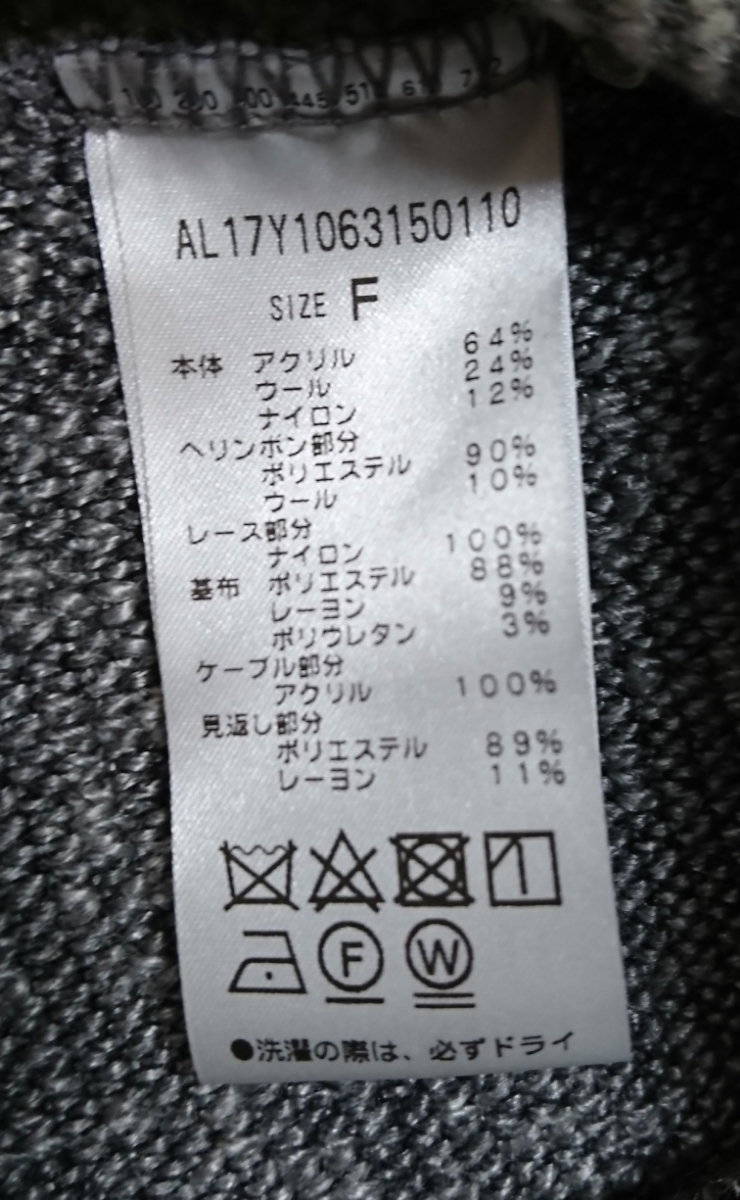 AL17Y1063150110
SIZE F
本体 アクリル 64%
ウール 24%
ナイロン 12%
ヘリンボン部分
ポリエステル 90%
ウール 10%
レース部分
ナイロン 100%
基布 ポリエステル 88%
レーヨン 9%
ポリウレタン 3%
ケーブル部分
アクリル 100%
見返し部分
ポリエステル 89%
レーヨン 11%
F W
●洗濯の際は、必ずドライ